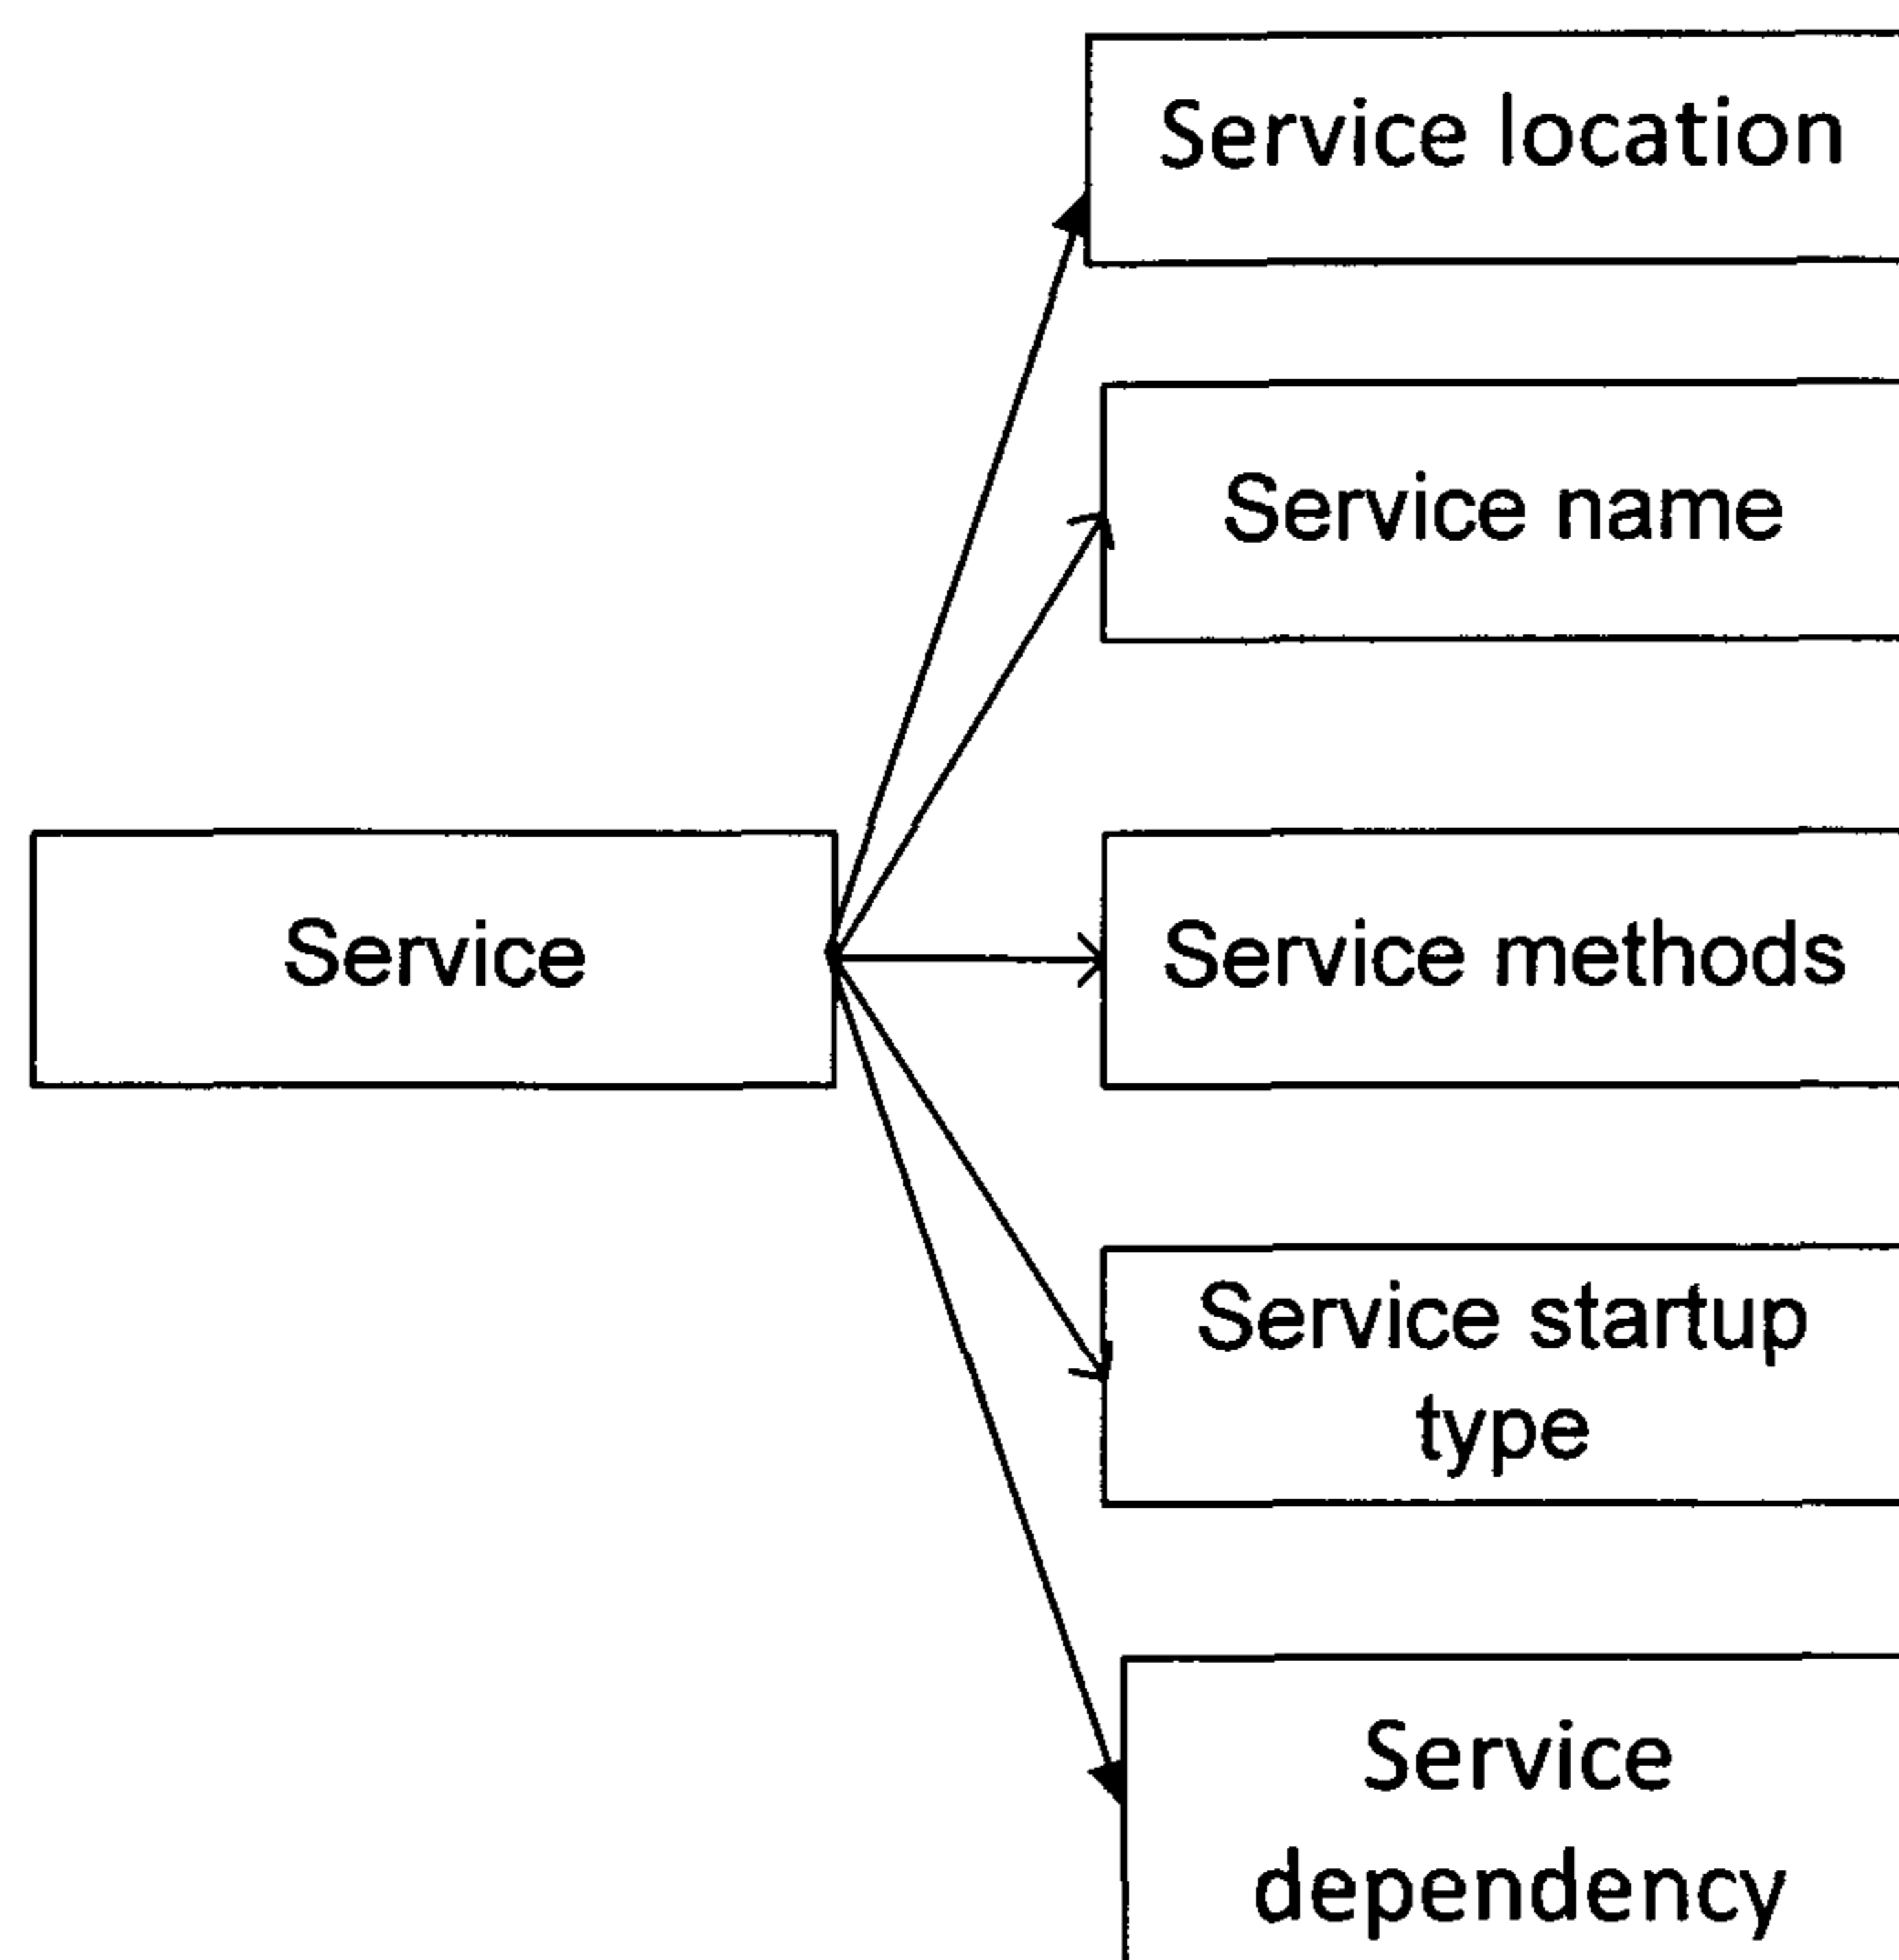 Service location
Service name
Service
Service methods
Service startup
type
Service
dependency